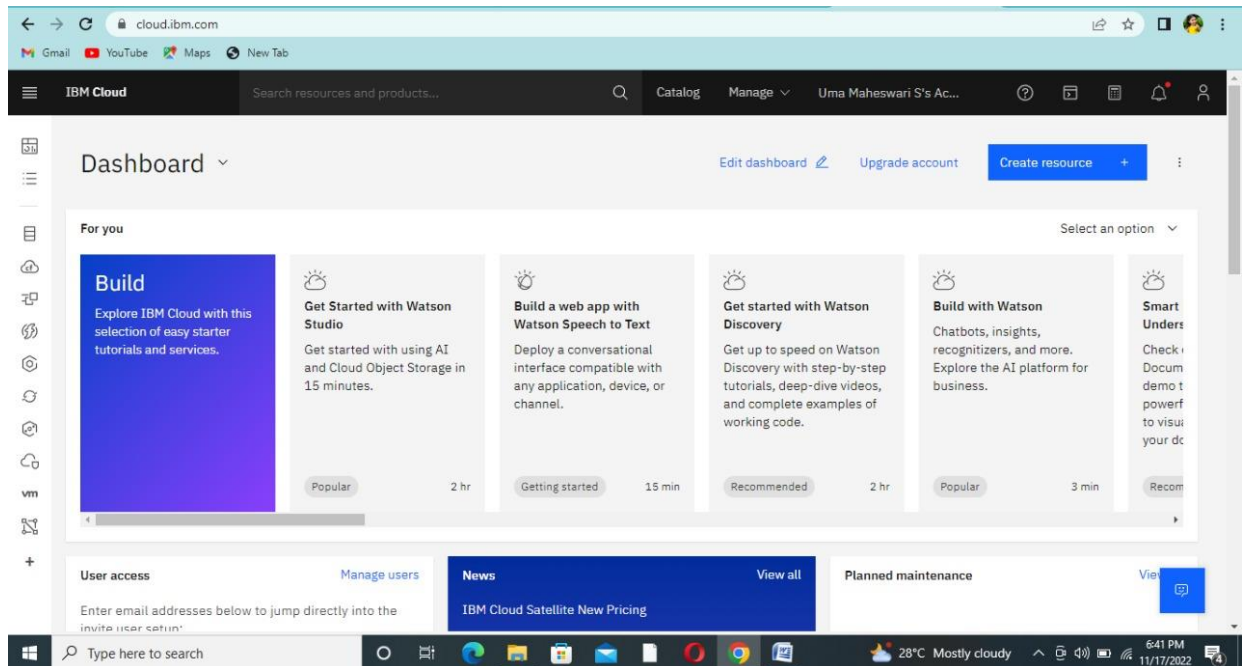 cloud.ibm.com
Gmail YouTube Maps New Tab
IBM Cloud Search resources and products... Catalog Manage Uma Maheswari S's Ac...
Dashboard Edit dashboard Upgrade account Create resource +
For you Select an option
Build
Explore IBM Cloud with this
selection of easy starter
tutorials and services.
Get Started with Watson
Studio
Get started with using AI
and Cloud Object Storage in
15 minutes.
Popular 2 hr
Build a web app with
Watson Speech to Text
Deploy a conversational
interface compatible with
any application, device, or
channel.
Getting started 15 min
Get started with Watson
Discovery
Get up to speed on Watson
Discovery with step-by-step
tutorials, deep-dive videos,
and complete examples of
working code.
Recommended 2 hr
Build with Watson
Chatbots, insights,
recognitizers, and more.
Explore the AI platform for
business.
Popular 3 min
Smart
Unders
Check
Docum
demo t
powerf
to visua
your do
Recom
vm
User access Manage users
Enter email addresses below to jump directly into the
invite user setup:
News View all
IBM Cloud Satellite New Pricing
Planned maintenance Vie
Type here to search 28°C Mostly cloudy 6:41 PM
11/17/2022
4